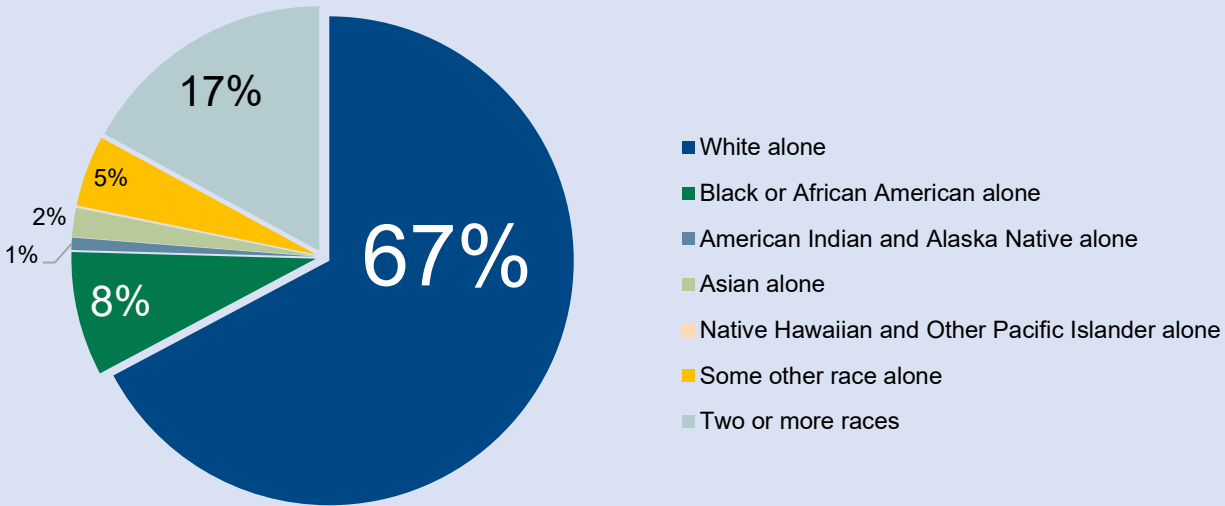 17%
5%
2%
1%
8%
67%
White alone
Black or African American alone
American Indian and Alaska Native alone
Asian alone
Native Hawaiian and Other Pacific Islander alone
Some other race alone
Two or more races